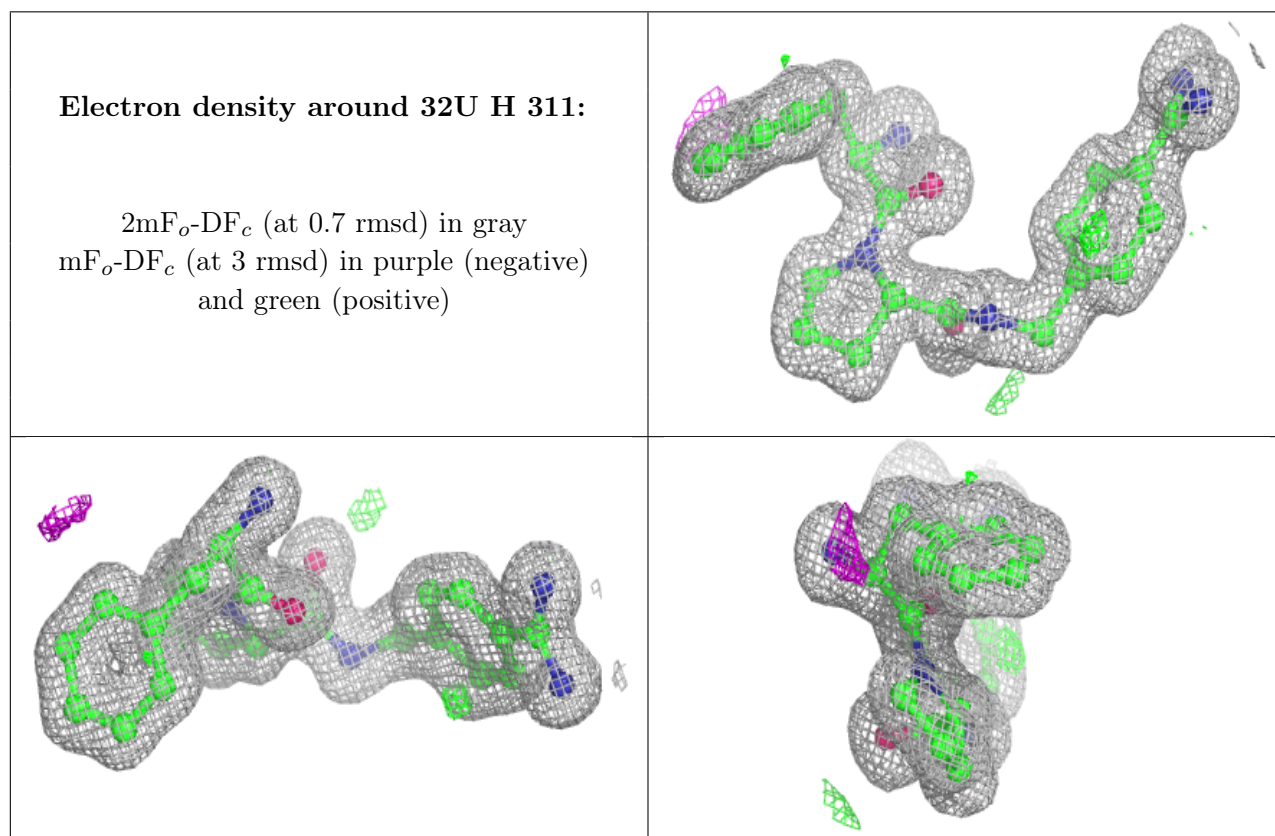 Electron density around 32U H 311:
2mFo-DFc (at 0.7 rmsd) in gray
mFo-DFc (at 3 rmsd) in purple (negative)
and green (positive)